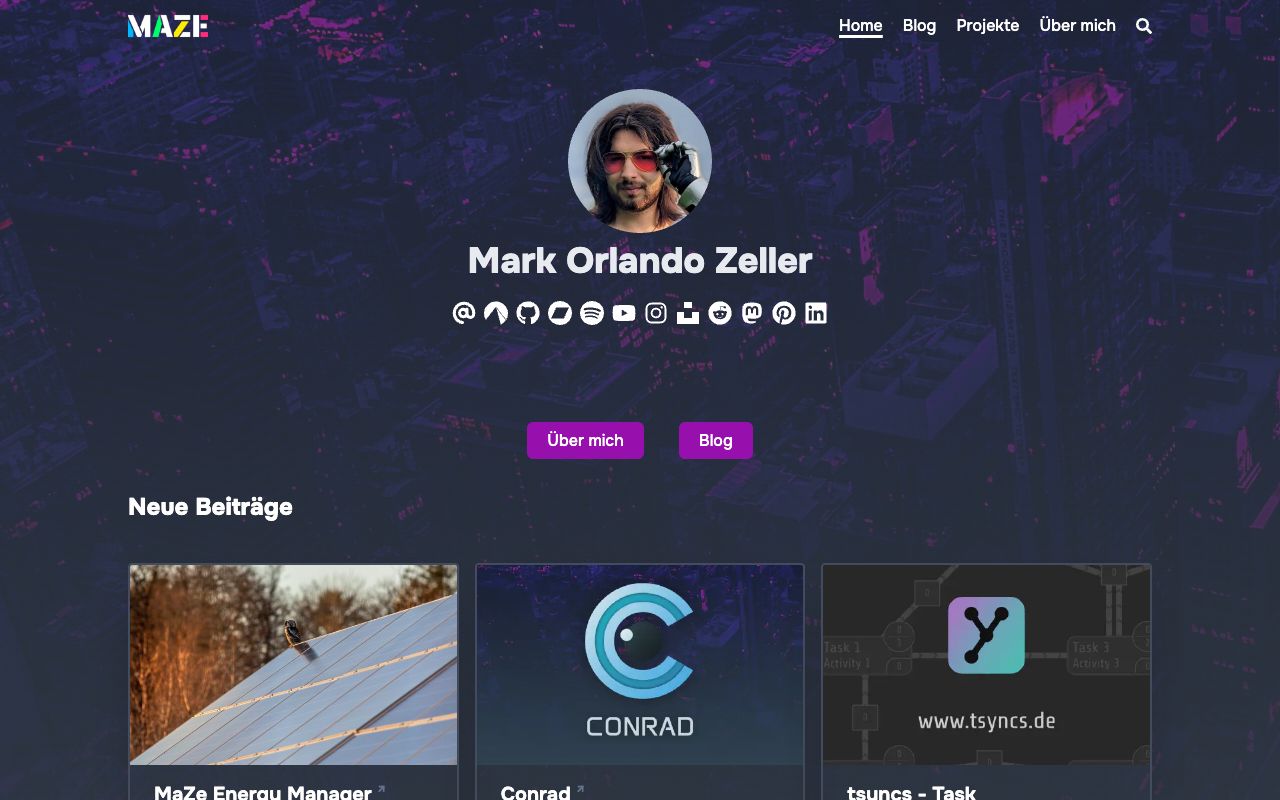 MAZE
Home Blog Projekte Über mich
Mark Orlando Zeller
Über mich Blog
Neue Beiträge
CONRAD
Task 1
Activity 1
Task 3
Activity 3
www.tsyncs.de
MaZe Energy Manager
Conrad
tsyncs - Task